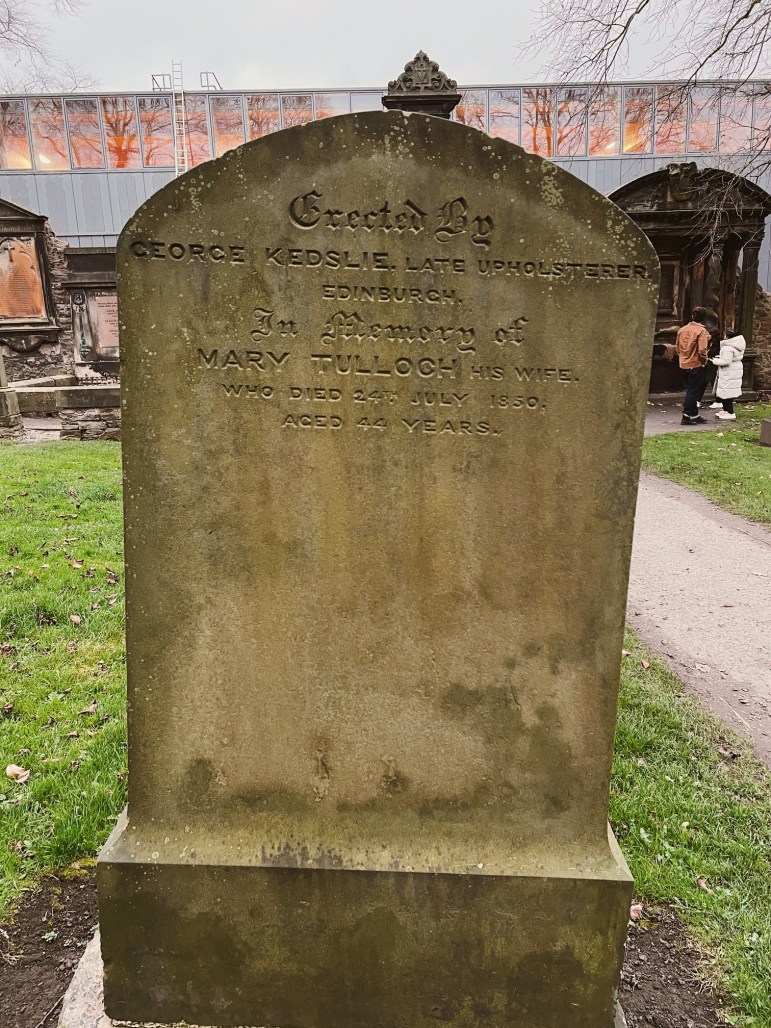 Erected By
GEORGE KEDSLIE, LATE UPHOLSTERER,
EDINBURGH,
In Memory of
MARY TULLOCH HIS WIFE,
WHO DIED 24TH JULY 1850,
AGED 44 YEARS.